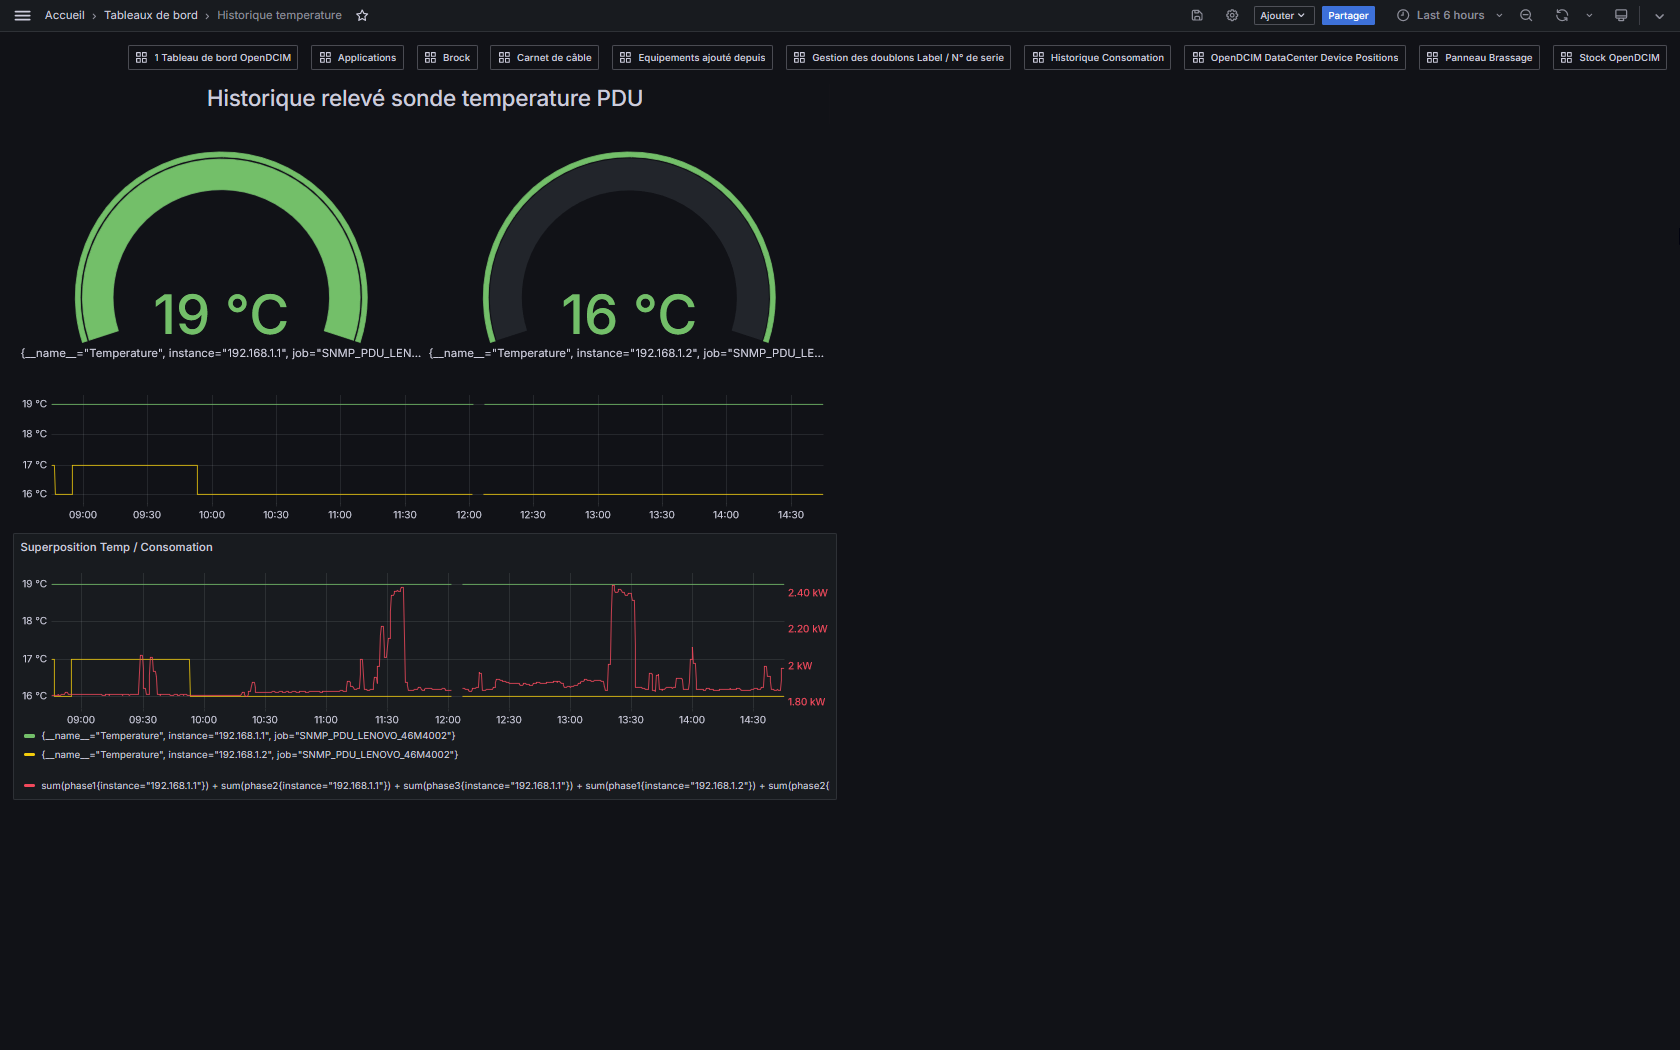 Accueil › Tableaux de bord › Historique temperature
Ajouter
Partager
Last 6 hours
1 Tableau de bord OpenDCIM
Applications
Brock
Carnet de câble
Equipements ajouté depuis
Gestion des doublons Label / N° de serie
Historique Consomation
OpenDCIM DataCenter Device Positions
Panneau Brassage
Stock OpenDCIM
Historique relevé sonde temperature PDU
19 °C
16 °C
{__name__="Temperature", instance="192.168.1.1", job="SNMP_PDU_LEN...
{__name__="Temperature", instance="192.168.1.2", job="SNMP_PDU_LE...
19 °C
18 °C
17 °C
16 °C
09:00 09:30 10:00 10:30 11:00 11:30 12:00 12:30 13:00 13:30 14:00 14:30
Superposition Temp / Consomation
19 °C
2.40 kW
18 °C
2.20 kW
17 °C
2 kW
16 °C
1.80 kW
09:00 09:30 10:00 10:30 11:00 11:30 12:00 12:30 13:00 13:30 14:00 14:30
{__name__="Temperature", instance="192.168.1.1", job="SNMP_PDU_LENOVO_46M4002"}
{__name__="Temperature", instance="192.168.1.2", job="SNMP_PDU_LENOVO_46M4002"}
sum(phase1{instance="192.168.1.1"}) + sum(phase2{instance="192.168.1.1"}) + sum(phase3{instance="192.168.1.1"}) + sum(phase1{instance="192.168.1.2"}) + sum(phase2{